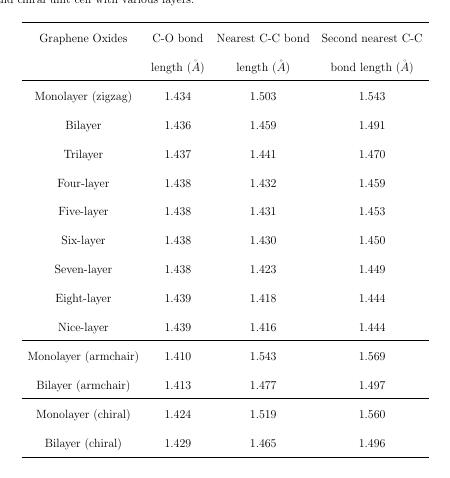 and chiral unit cell with various layers.
Graphene Oxides C-O bond Nearest C-C bond Second nearest C-C
length (Å) length (Å) bond length (Å)
Monolayer (zigzag) 1.434 1.503 1.543
Bilayer 1.436 1.459 1.491
Trilayer 1.437 1.441 1.470
Four-layer 1.438 1.432 1.459
Five-layer 1.438 1.431 1.453
Six-layer 1.438 1.430 1.450
Seven-layer 1.438 1.423 1.449
Eight-layer 1.439 1.418 1.444
Nice-layer 1.439 1.416 1.444
Monolayer (armchair) 1.410 1.543 1.569
Bilayer (armchair) 1.413 1.477 1.497
Monolayer (chiral) 1.424 1.519 1.560
Bilayer (chiral) 1.429 1.465 1.496